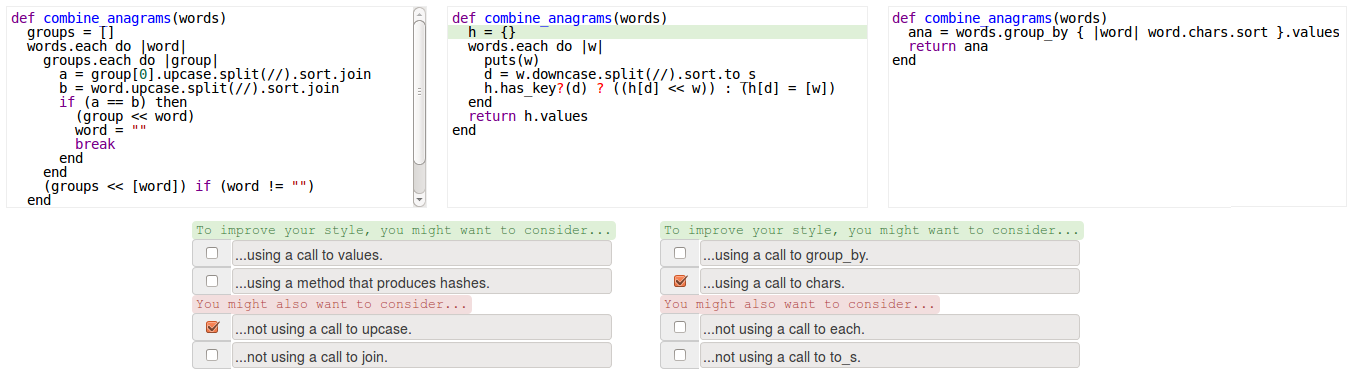 def combine_anagrams(words)
  groups = []
  words.each do |word|
    groups.each do |group|
      a = group[0].upcase.split(//).sort.join
      b = word.upcase.split(//).sort.join
      if (a == b) then
        (group << word)
        word = ""
        break
      end
    end
    (groups << [word]) if (word != "")
  end
def combine_anagrams(words)
  h = {}
  words.each do |w|
    puts(w)
    d = w.downcase.split(//).sort.to_s
    h.has_key?(d) ? ((h[d] << w)) : (h[d] = [w])
  end
  return h.values
end
def combine_anagrams(words)
  ana = words.group_by { |word| word.chars.sort }.values
  return ana
end
To improve your style, you might want to consider...
...using a call to values.
...using a method that produces hashes.
You might also want to consider...
...not using a call to upcase.
...not using a call to join.
To improve your style, you might want to consider...
...using a call to group_by.
...using a call to chars.
You might also want to consider...
...not using a call to each.
...not using a call to to_s.